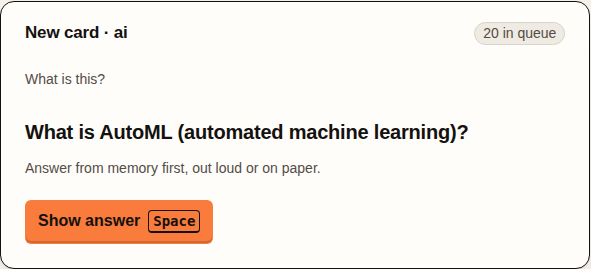 New card · ai
20 in queue
What is this?
What is AutoML (automated machine learning)?
Answer from memory first, out loud or on paper.
Show answer Space